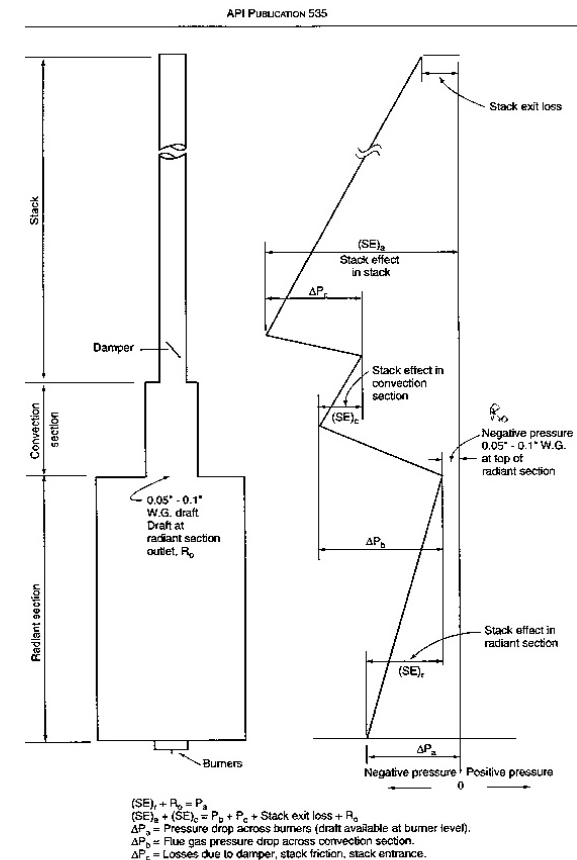 API PUBLICATION 535
Stack exit loss
Stack
(SE)a
Stack effect
in stack
ΔPc
Damper
Stack effect in
convection
section
(SE)c
Convection
section
Ro
Negative pressure
0.05" - 0.1" W.G.
at top of
radiant section
0.05" - 0.1"
W.G. draft
Draft at
radiant section
outlet, Ro
ΔPb
Radiant section
Stack effect in
radiant section
(SE)r
ΔPa
Burners
Negative pressure Positive pressure
0
(SE)r + Ro = Pa
(SE)a + (SE)c = Pb + Pc + Stack exit loss + Ro
ΔPa = Pressure drop across burners (draft available at burner level).
ΔPb = Flue gas pressure drop across convection section.
ΔPc = Losses due to damper, stack friction, stack entrance.